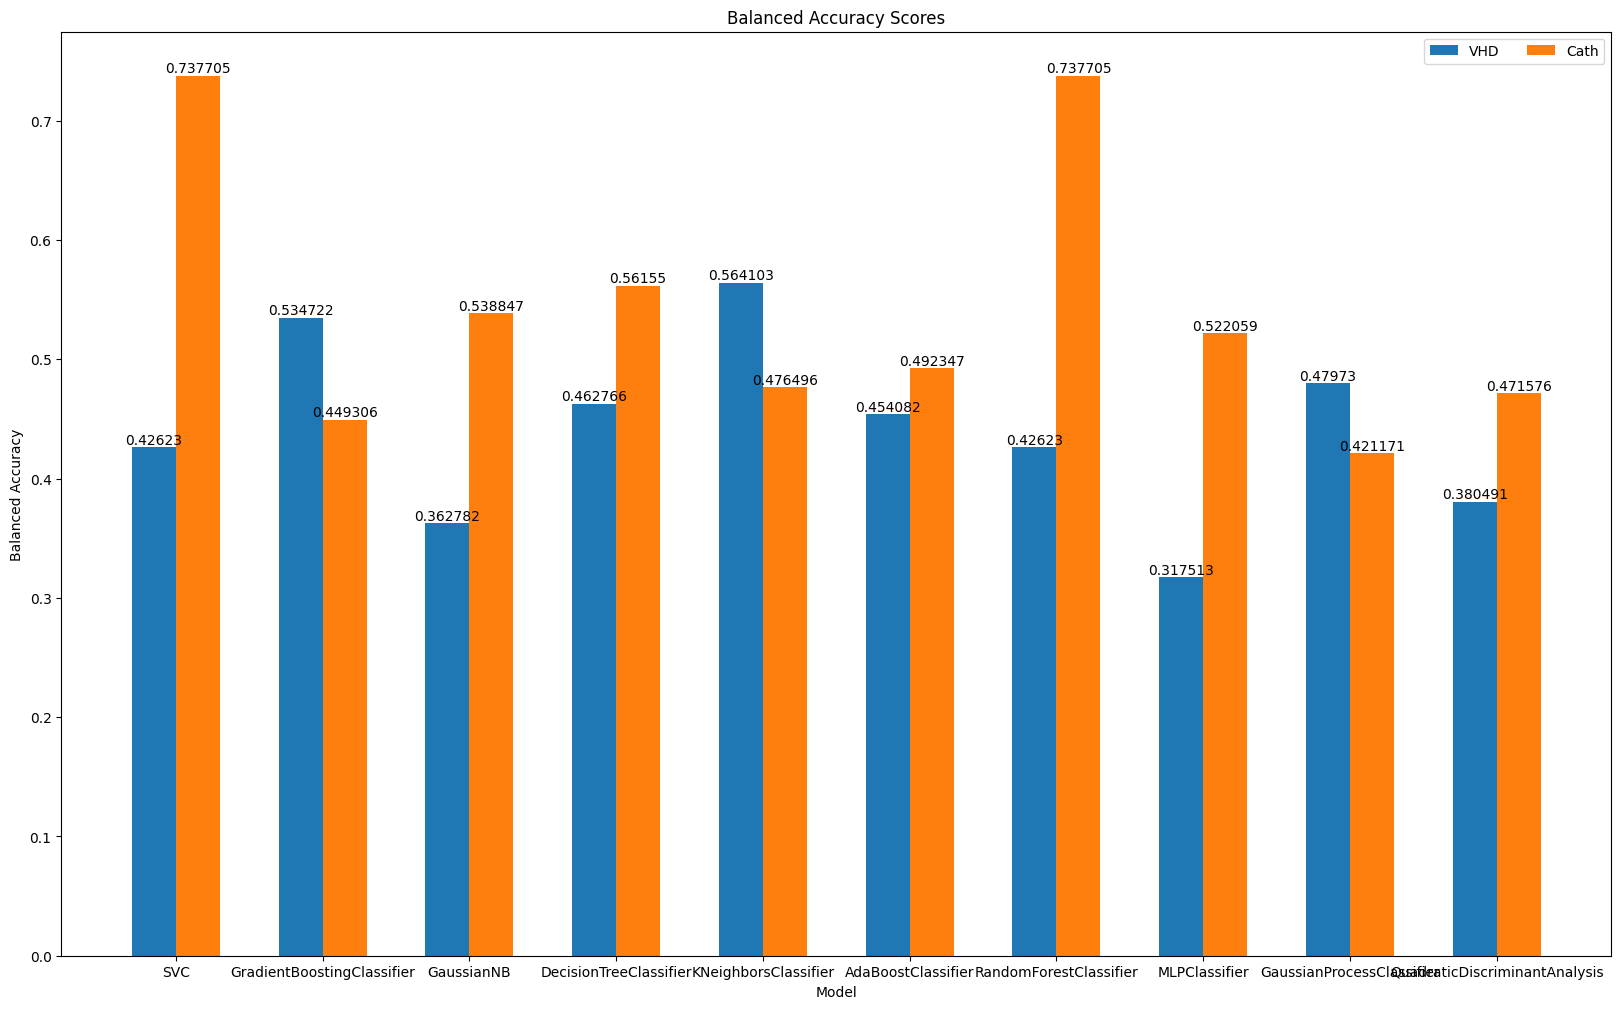 Balanced Accuracy Scores
VHD
Cath
Balanced Accuracy
0.7
0.6
0.5
0.4
0.3
0.2
0.1
0.0
0.42623
0.737705
0.534722
0.449306
0.362782
0.538847
0.462766
0.56155
0.564103
0.476496
0.454082
0.492347
0.42623
0.737705
0.317513
0.522059
0.47973
0.421171
0.380491
0.471576
SVC
GradientBoostingClassifier
GaussianNB
DecisionTreeClassifier
KNeighborsClassifier
AdaBoostClassifier
RandomForestClassifier
MLPClassifier
GaussianProcessClassifier
QuadraticDiscriminantAnalysis
Model